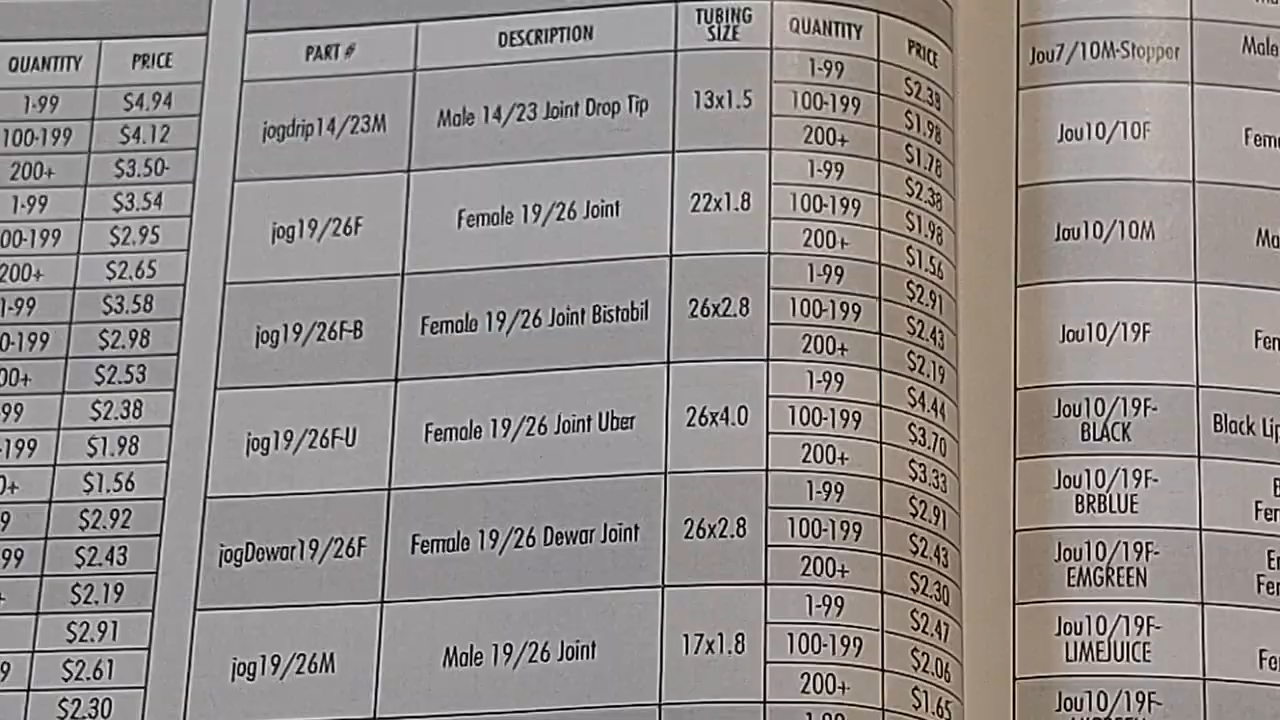 QUANTITY PRICE
1-99 $4.94
100-199 $4.12
200+ $3.50-
1-99 $3.54
00-199 $2.95
200+ $2.65
1-99 $3.58
0-199 $2.98
00+ $2.53
99 $2.38
-199 $1.98
0+ $1.56
9 $2.92
99 $2.43
+ $2.19
$2.91
9 $2.61
$2.30
PART # DESCRIPTION TUBING SIZE QUANTITY PRICE
jogdrip14/23M Male 14/23 Joint Drop Tip 13x1.5
1-99 $2.38
100-199 $1.98
200+ $1.78
jog19/26F Female 19/26 Joint 22x1.8
1-99 $2.38
100-199 $1.98
200+ $1.56
jog19/26F-B Female 19/26 Joint Bistabil 26x2.8
1-99 $2.91
100-199 $2.43
200+ $2.19
jog19/26F-U Female 19/26 Joint Uber 26x4.0
1-99 $4.44
100-199 $3.70
200+ $3.33
jogDewar19/26F Female 19/26 Dewar Joint 26x2.8
1-99 $2.91
100-199 $2.43
200+ $2.30
jog19/26M Male 19/26 Joint 17x1.8
1-99 $2.47
100-199 $2.06
200+ $1.65
Jou7/10M-Stopper Male
Jou10/10F Fem
Jou10/10M Ma
Jou10/19F Fen
Jou10/19F-
BLACK
Black Lip
Jou10/19F-
BRBLUE
Fer
Jou10/19F-
EMGREEN
Fe
Jou10/19F-
LIMEJUICE
Fe
Jou10/19F-